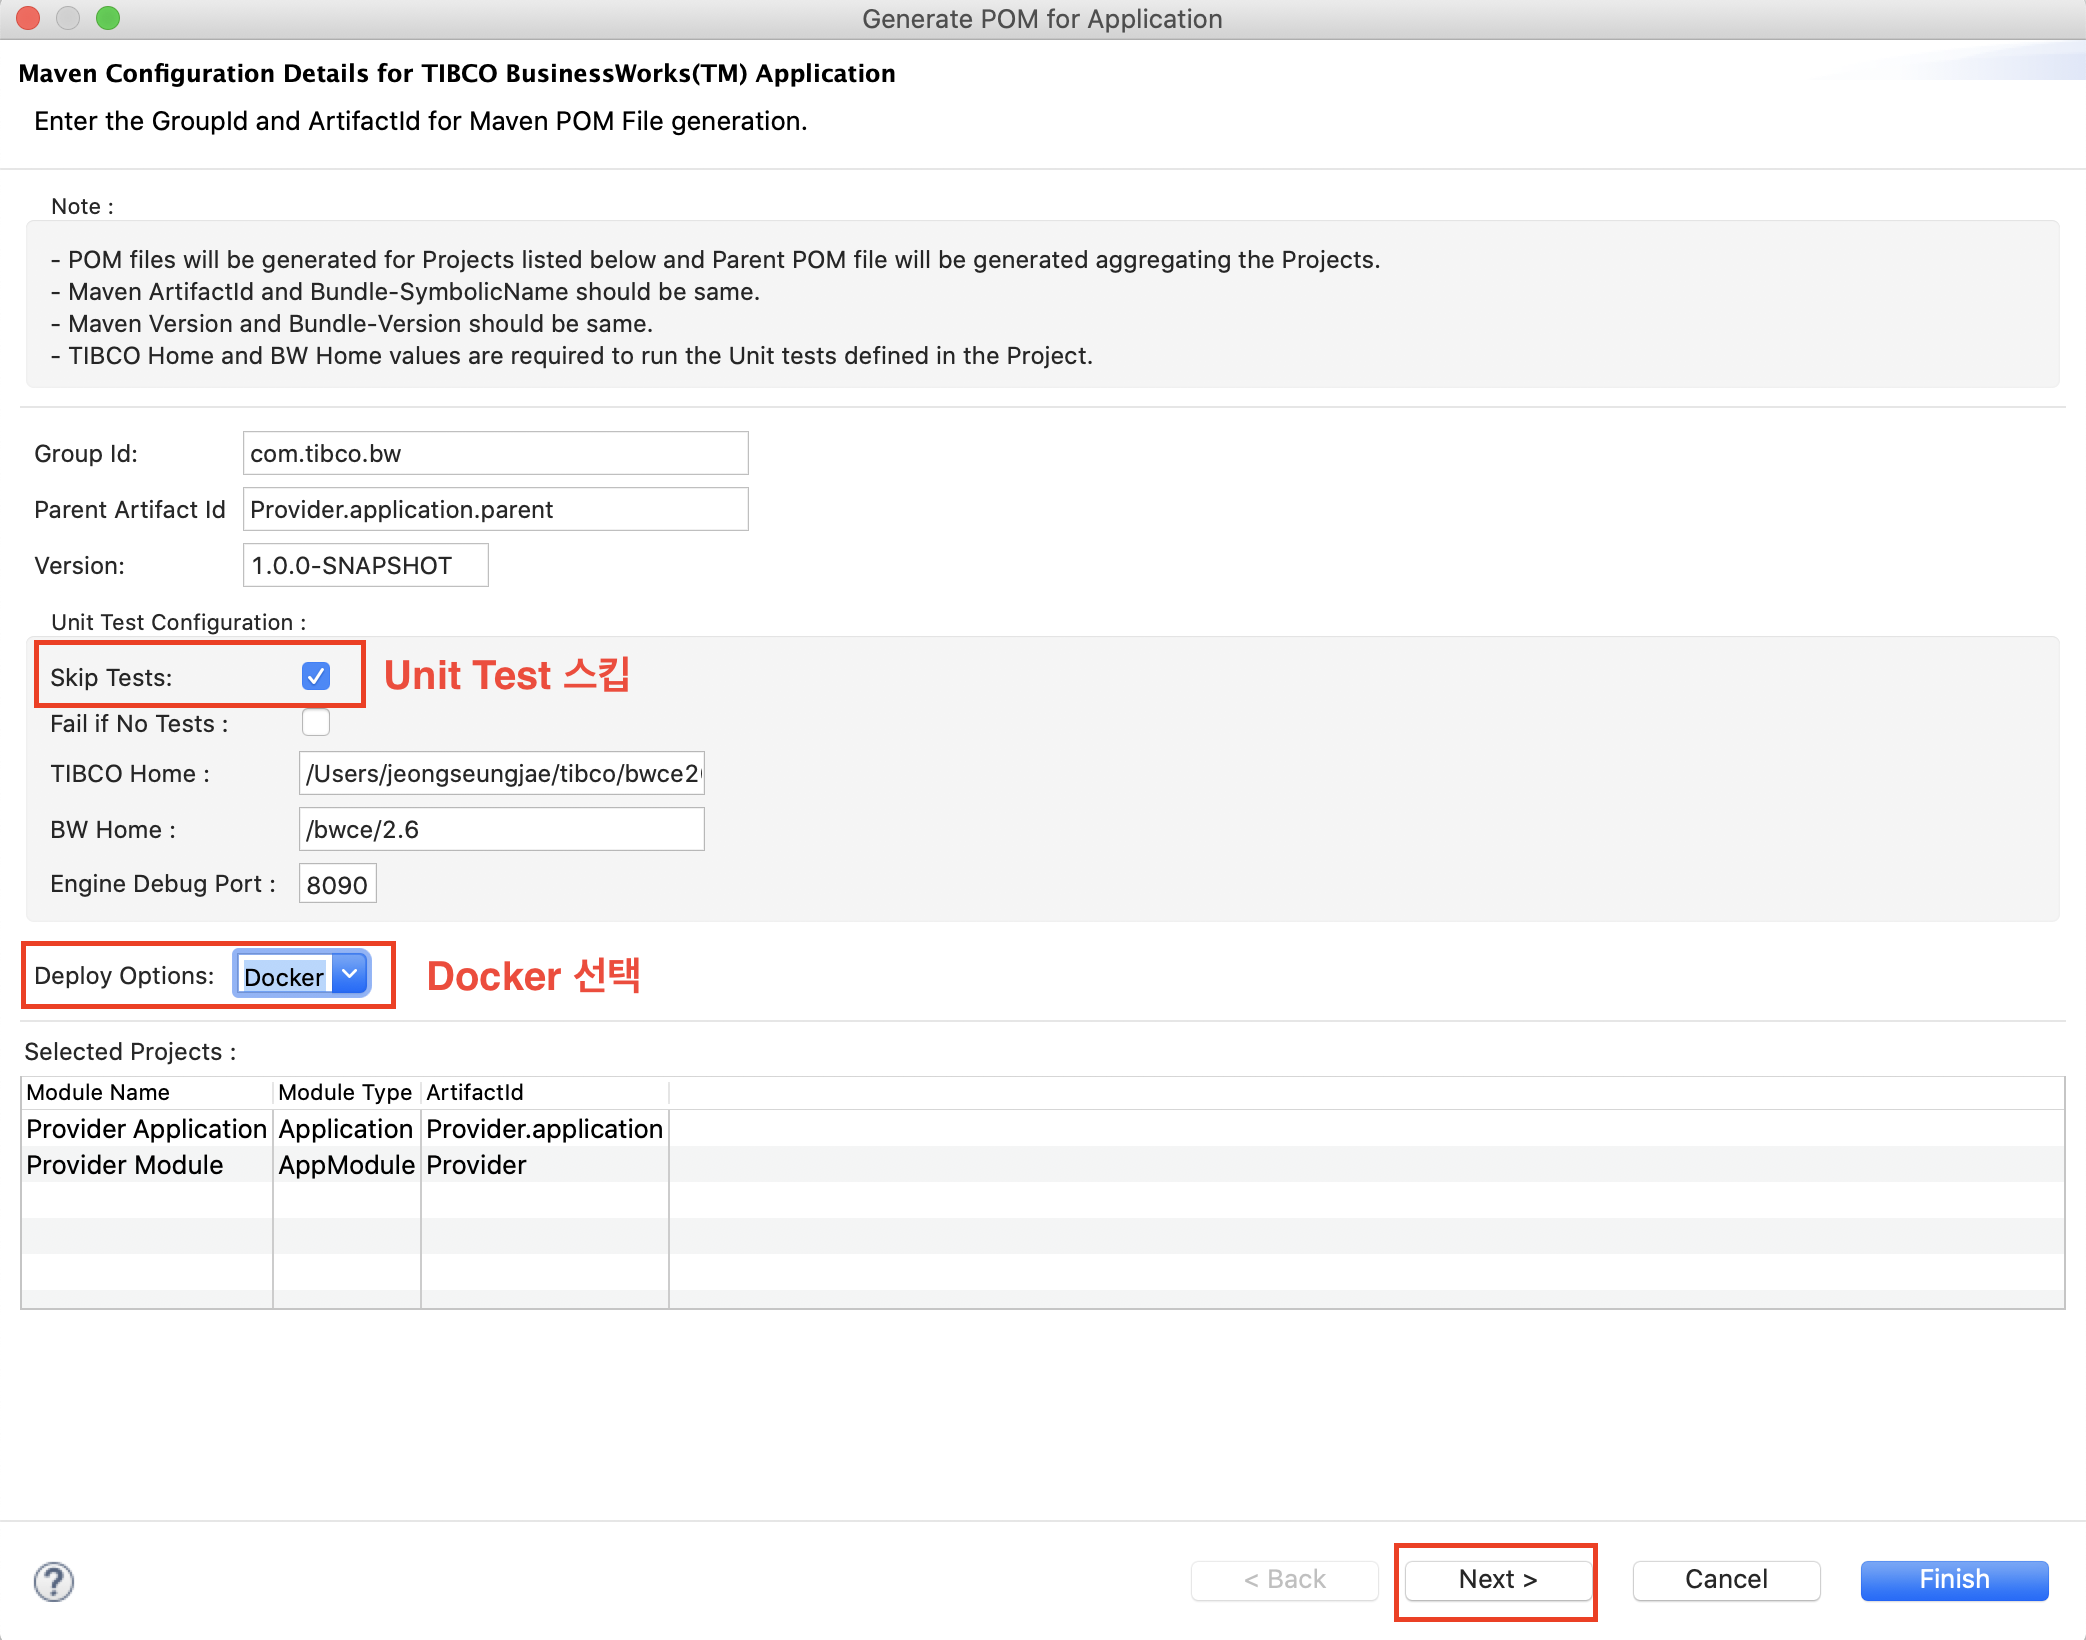 Generate POM for Application
Maven Configuration Details for TIBCO BusinessWorks(TM) Application
Enter the GroupId and ArtifactId for Maven POM File generation.
Note :
- POM files will be generated for Projects listed below and Parent POM file will be generated aggregating the Projects.
- Maven ArtifactId and Bundle-SymbolicName should be same.
- Maven Version and Bundle-Version should be same.
- TIBCO Home and BW Home values are required to run the Unit tests defined in the Project.
Group Id: com.tibco.bw
Parent Artifact Id Provider.application.parent
Version: 1.0.0-SNAPSHOT
Unit Test Configuration :
Skip Tests: Unit Test 스킵
Fail if No Tests :
TIBCO Home : /Users/jeongseungjae/tibco/bwce2
BW Home : /bwce/2.6
Engine Debug Port : 8090
Deploy Options: Docker Docker 선택
Selected Projects :
Module Name Module Type ArtifactId
Provider Application Application Provider.application
Provider Module AppModule Provider
? < Back Next > Cancel Finish